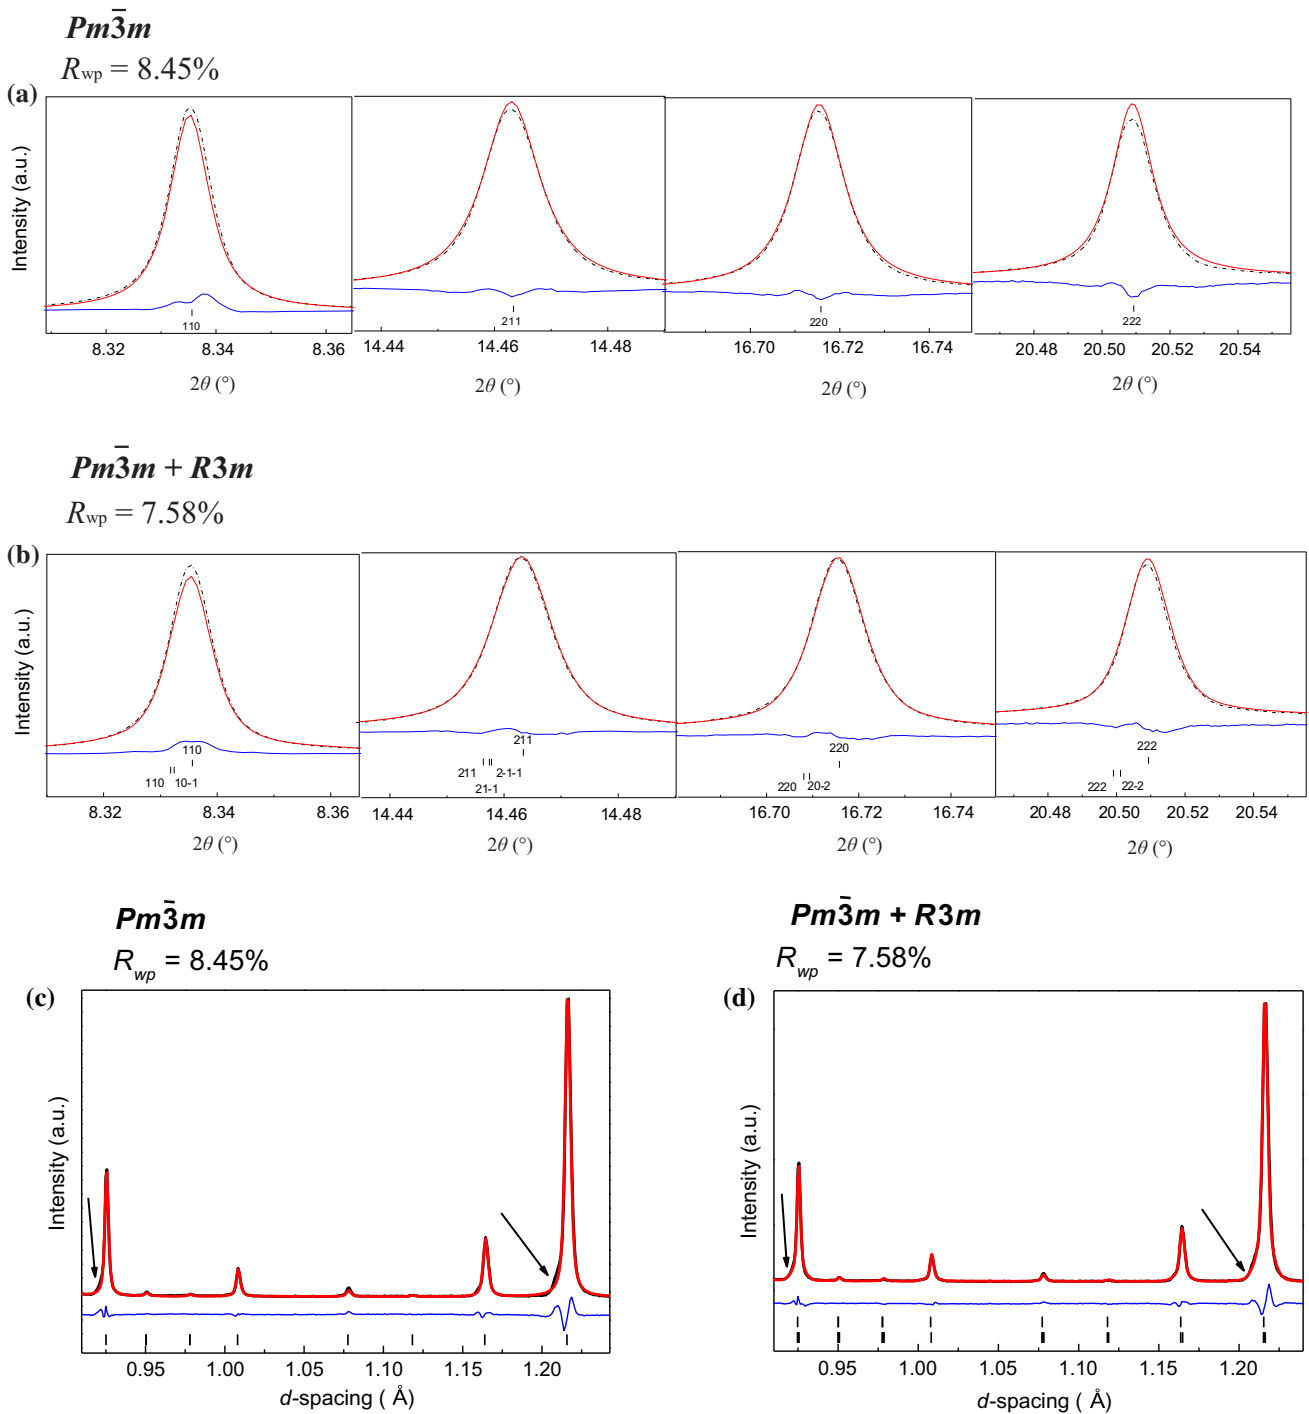 Pm3̅m
Rwp = 8.45%
(a)
Intensity (a.u.)
110
211
220
222
8.32 8.34 8.36
14.44 14.46 14.48
16.70 16.72 16.74
20.48 20.50 20.52 20.54
2θ (°)
2θ (°)
2θ (°)
2θ (°)
Pm3̅m + R3m
Rwp = 7.58%
(b)
Intensity (a.u.)
110
110 10-1
211
211 2-1-1
21-1
220
220 20-2
222
222 22-2
8.32 8.34 8.36
14.44 14.46 14.48
16.70 16.72 16.74
20.48 20.50 20.52 20.54
2θ (°)
2θ (°)
2θ (°)
2θ (°)
Pm3̅m
Rwp = 8.45%
(c)
Intensity (a.u.)
0.95 1.00 1.05 1.10 1.15 1.20
d-spacing ( Å)
Pm3̅m + R3m
Rwp = 7.58%
(d)
Intensity (a.u.)
0.95 1.00 1.05 1.10 1.15 1.20
d-spacing ( Å)